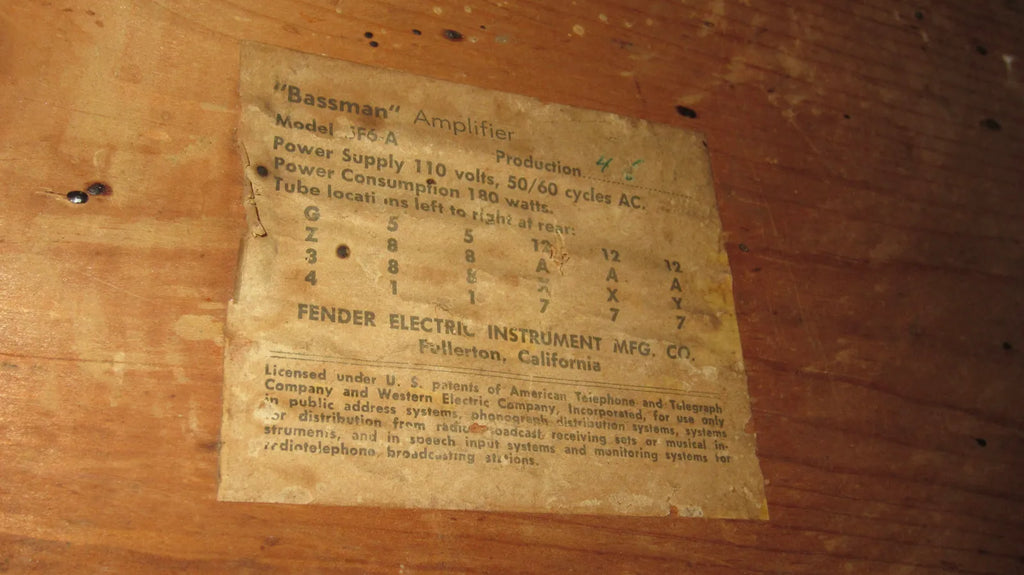 "Bassman" Amplifier
Model 5F6-A Production 4
Power Supply 110 volts, 50/60 cycles AC.
Power Consumption 180 watts.
Tube locations left to right at rear:
G 5 5 12 12 12
Z 8 8 A A A
3 8 8 X X Y
4 1 1 7 7 7
FENDER ELECTRIC INSTRUMENT MFG. CO.
Fullerton, California
Licensed under U. S. patents of American Telephone and Telegraph
Company and Western Electric Company, Incorporated, for use only
in public address systems, phonograph distribution systems, systems
for distribution from radio broadcast receiving sets or musical in-
struments, and in speech input systems and monitoring systems for
radiotelephone broadcasting stations.